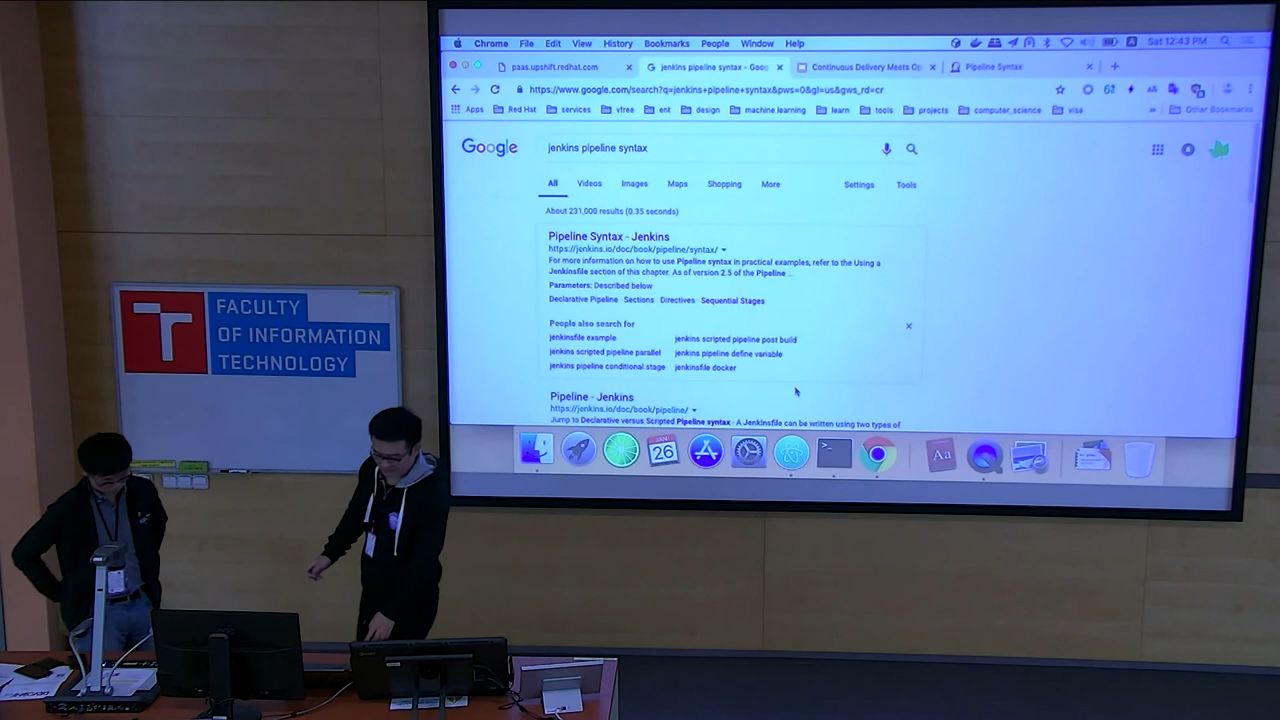 Chrome File Edit View History Bookmarks People Window Help
Sat 12:43 PM
paas.upshift.redhat.com
jenkins pipeline syntax - Goo
Continuous Delivery Meets Op
Pipeline Syntax
https://www.google.com/search?q=jenkins+pipeline+syntax&pws=0&gl=us&gws_rd=cr
Apps Red Hat services vfree ent design machine learning learn tools projects computer_science visa » Other Bookmarks
Google
jenkins pipeline syntax
All Videos Images Maps Shopping More Settings Tools
About 231,000 results (0.35 seconds)
Pipeline Syntax - Jenkins
https://jenkins.io/doc/book/pipeline/syntax/
For more information on how to use Pipeline syntax in practical examples, refer to the Using a
Jenkinsfile section of this chapter. As of version 2.5 of the Pipeline ...
Parameters: Described below
Declarative Pipeline · Sections · Directives · Sequential Stages
People also search for
jenkinsfile example jenkins scripted pipeline post build
jenkins scripted pipeline parallel jenkins pipeline define variable
jenkins pipeline conditional stage jenkinsfile docker
Pipeline - Jenkins
https://jenkins.io/doc/book/pipeline/
Jump to Declarative versus Scripted Pipeline syntax - A Jenkinsfile can be written using two types of
JAN
26
Aa
FACULTY
OF INFORMATION
TECHNOLOGY